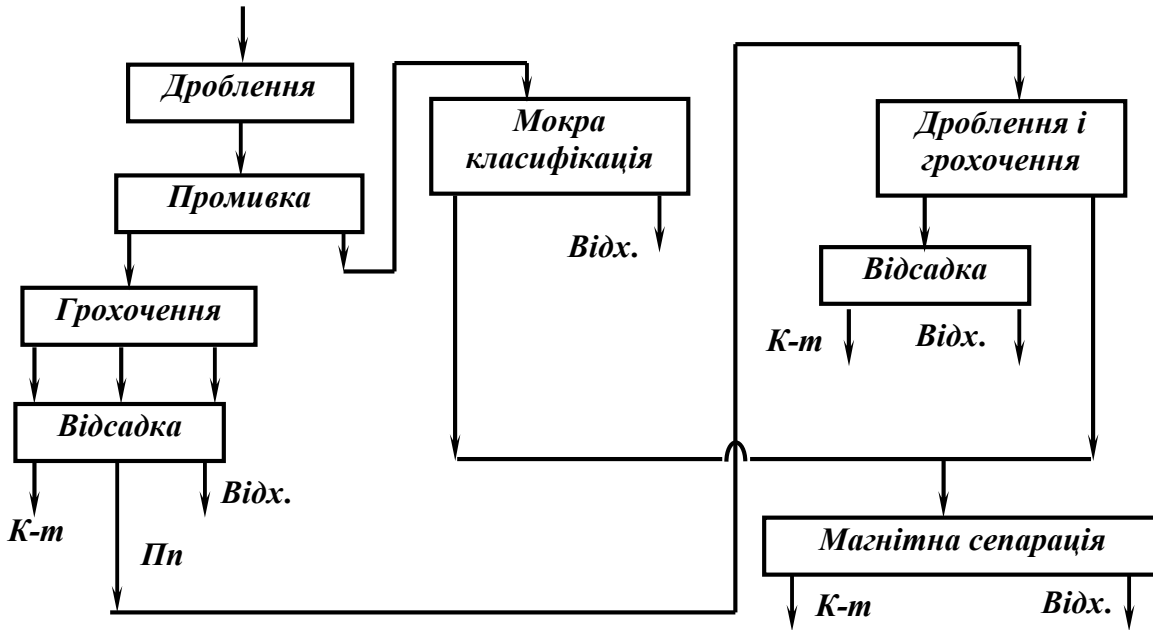 Дроблення
Промивка
Грохочення
Відсадка
К-т
Пп
Відх.
Мокра
класифікація
Відх.
Дроблення і
грохочення
Відсадка
К-т
Відх.
Магнітна сепарація
К-т
Відх.